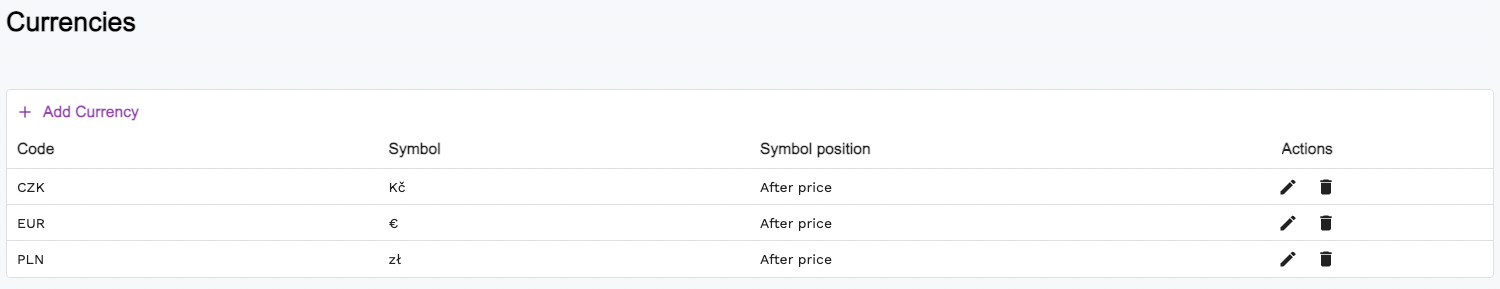 Currencies
+ Add Currency
Code Symbol Symbol position Actions
CZK Kč After price
EUR € After price
PLN zł After price